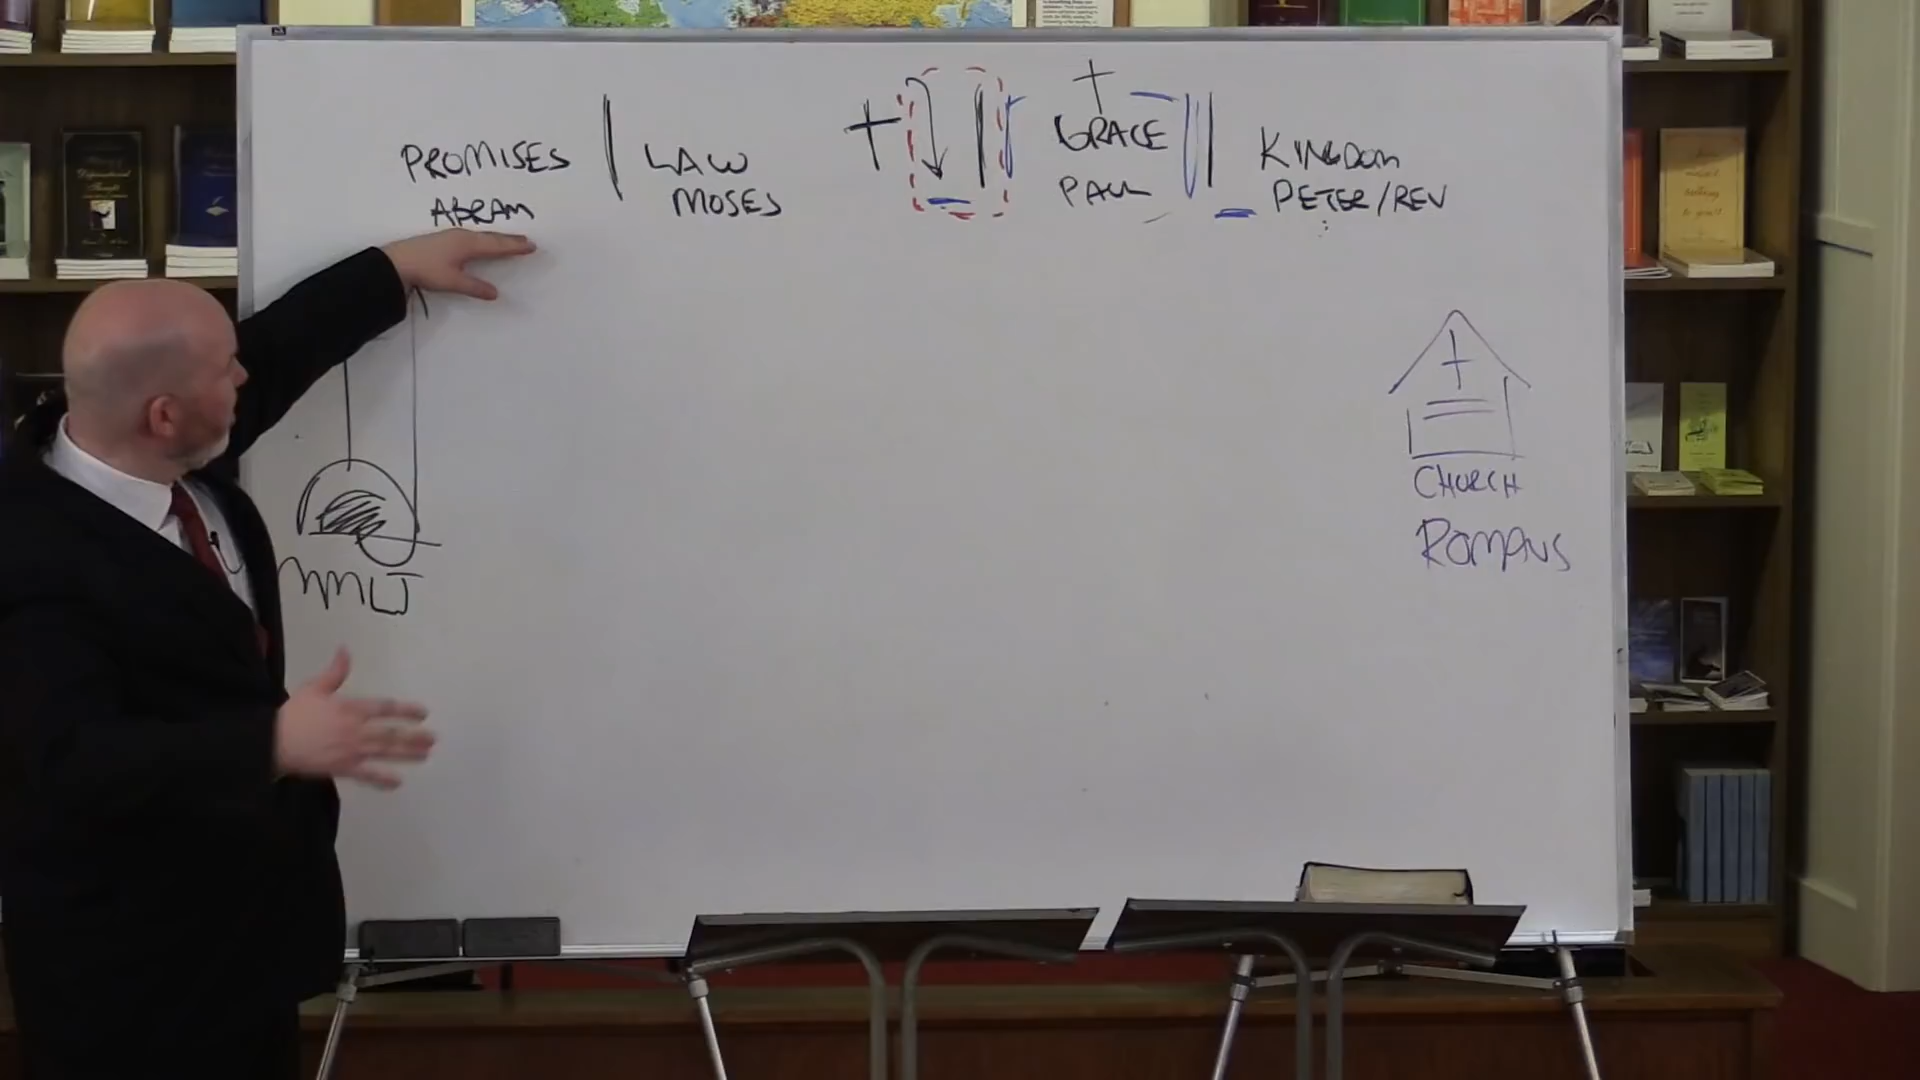 PROMISES
ABRAM
LAW
MOSES
GRACE
PAUL
KINGDOM
PETER/REV
MMLJ
CHURCH
ROMANS